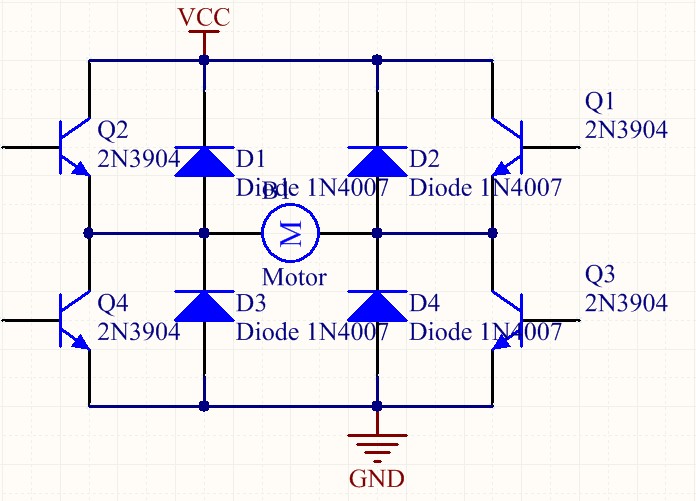 VCC
Q1
2N3904
Q2
2N3904
D1
Diode 1N4007
D2
Diode 1N4007
B1
M
Motor
Q3
2N3904
Q4
2N3904
D3
Diode 1N4007
D4
Diode 1N4007
GND